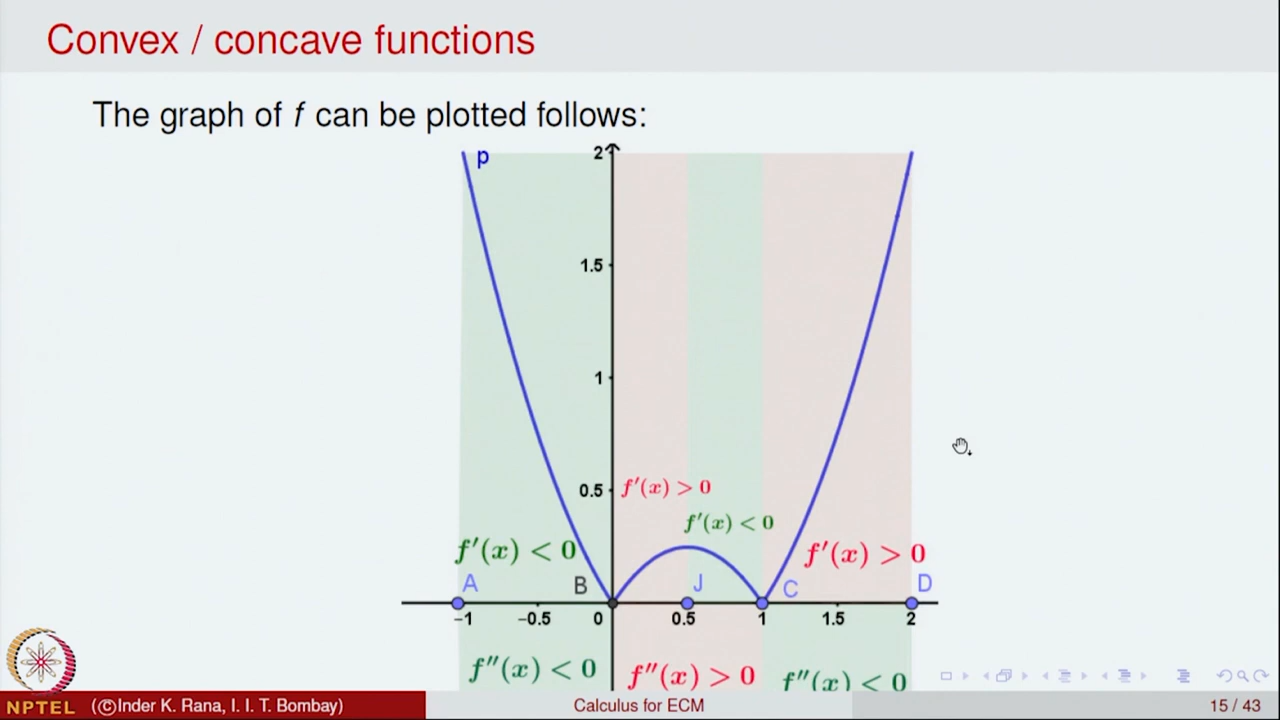 Convex / concave functions
The graph of f can be plotted follows:
p
2
1.5
1
0.5
f′(x) > 0
f′(x) < 0
f′(x) < 0
f′(x) > 0
A
B
J
C
D
−1
−0.5
0
0.5
1
1.5
2
f″(x) < 0
f″(x) > 0
f″(x) < 0
NPTEL
(©Inder K. Rana, I. I. T. Bombay)
Calculus for ECM
15 / 43